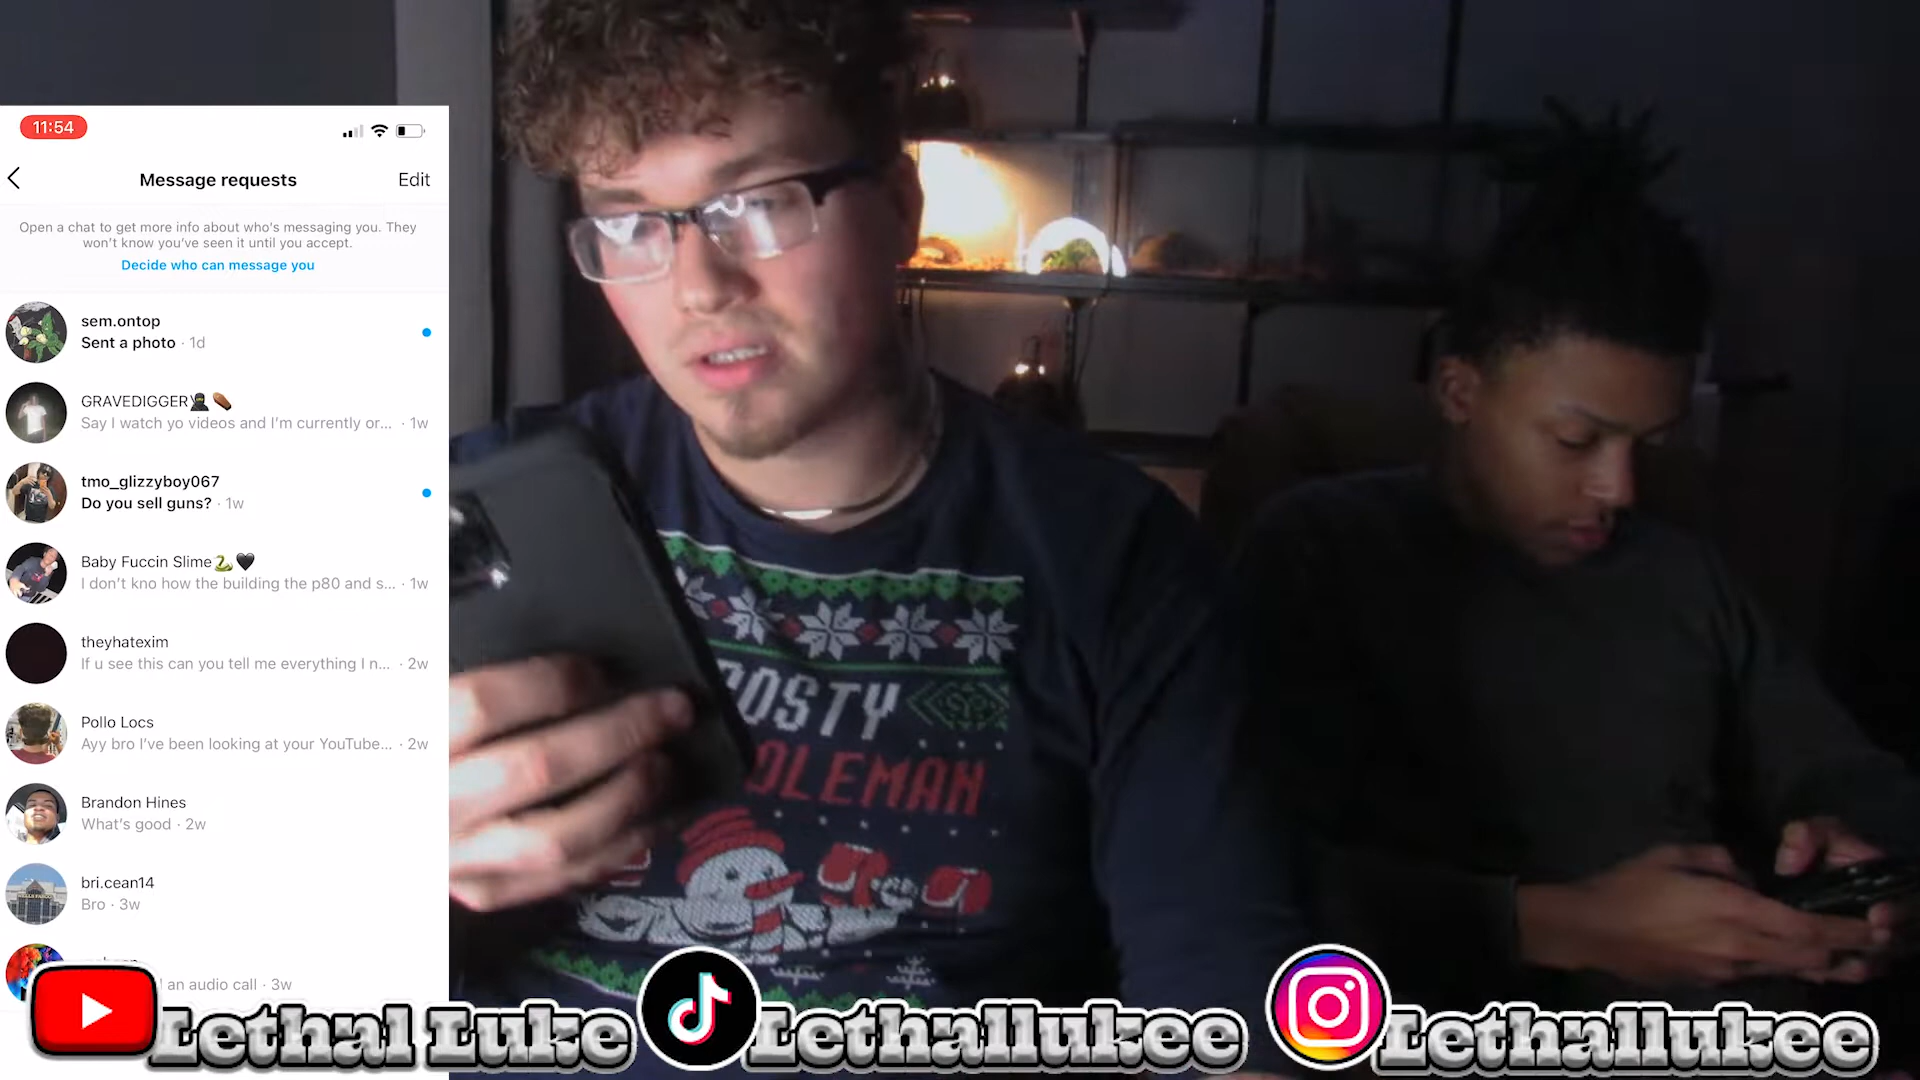 11:54
Message requests
Edit
Open a chat to get more info about who's messaging you. They
won't know you've seen it until you accept.
Decide who can message you
sem.ontop
Sent a photo · 1d
GRAVEDIGGER🥷🏿⚰️
Say I watch yo videos and I'm currently or... · 1w
tmo_glizzyboy067
Do you sell guns? · 1w
Baby Fuccin Slime🐍🖤
I don't kno how the building the p80 and s... · 1w
theyhatexim
If u see this can you tell me everything I n... · 2w
Pollo Locs
Ayy bro I've been looking at your YouTube... · 2w
Brandon Hines
What's good · 2w
bri.cean14
Bro · 3w
an audio call · 3w
OSTY
OLEMAN
Lethal Luke
Lethallukee
Lethallukee